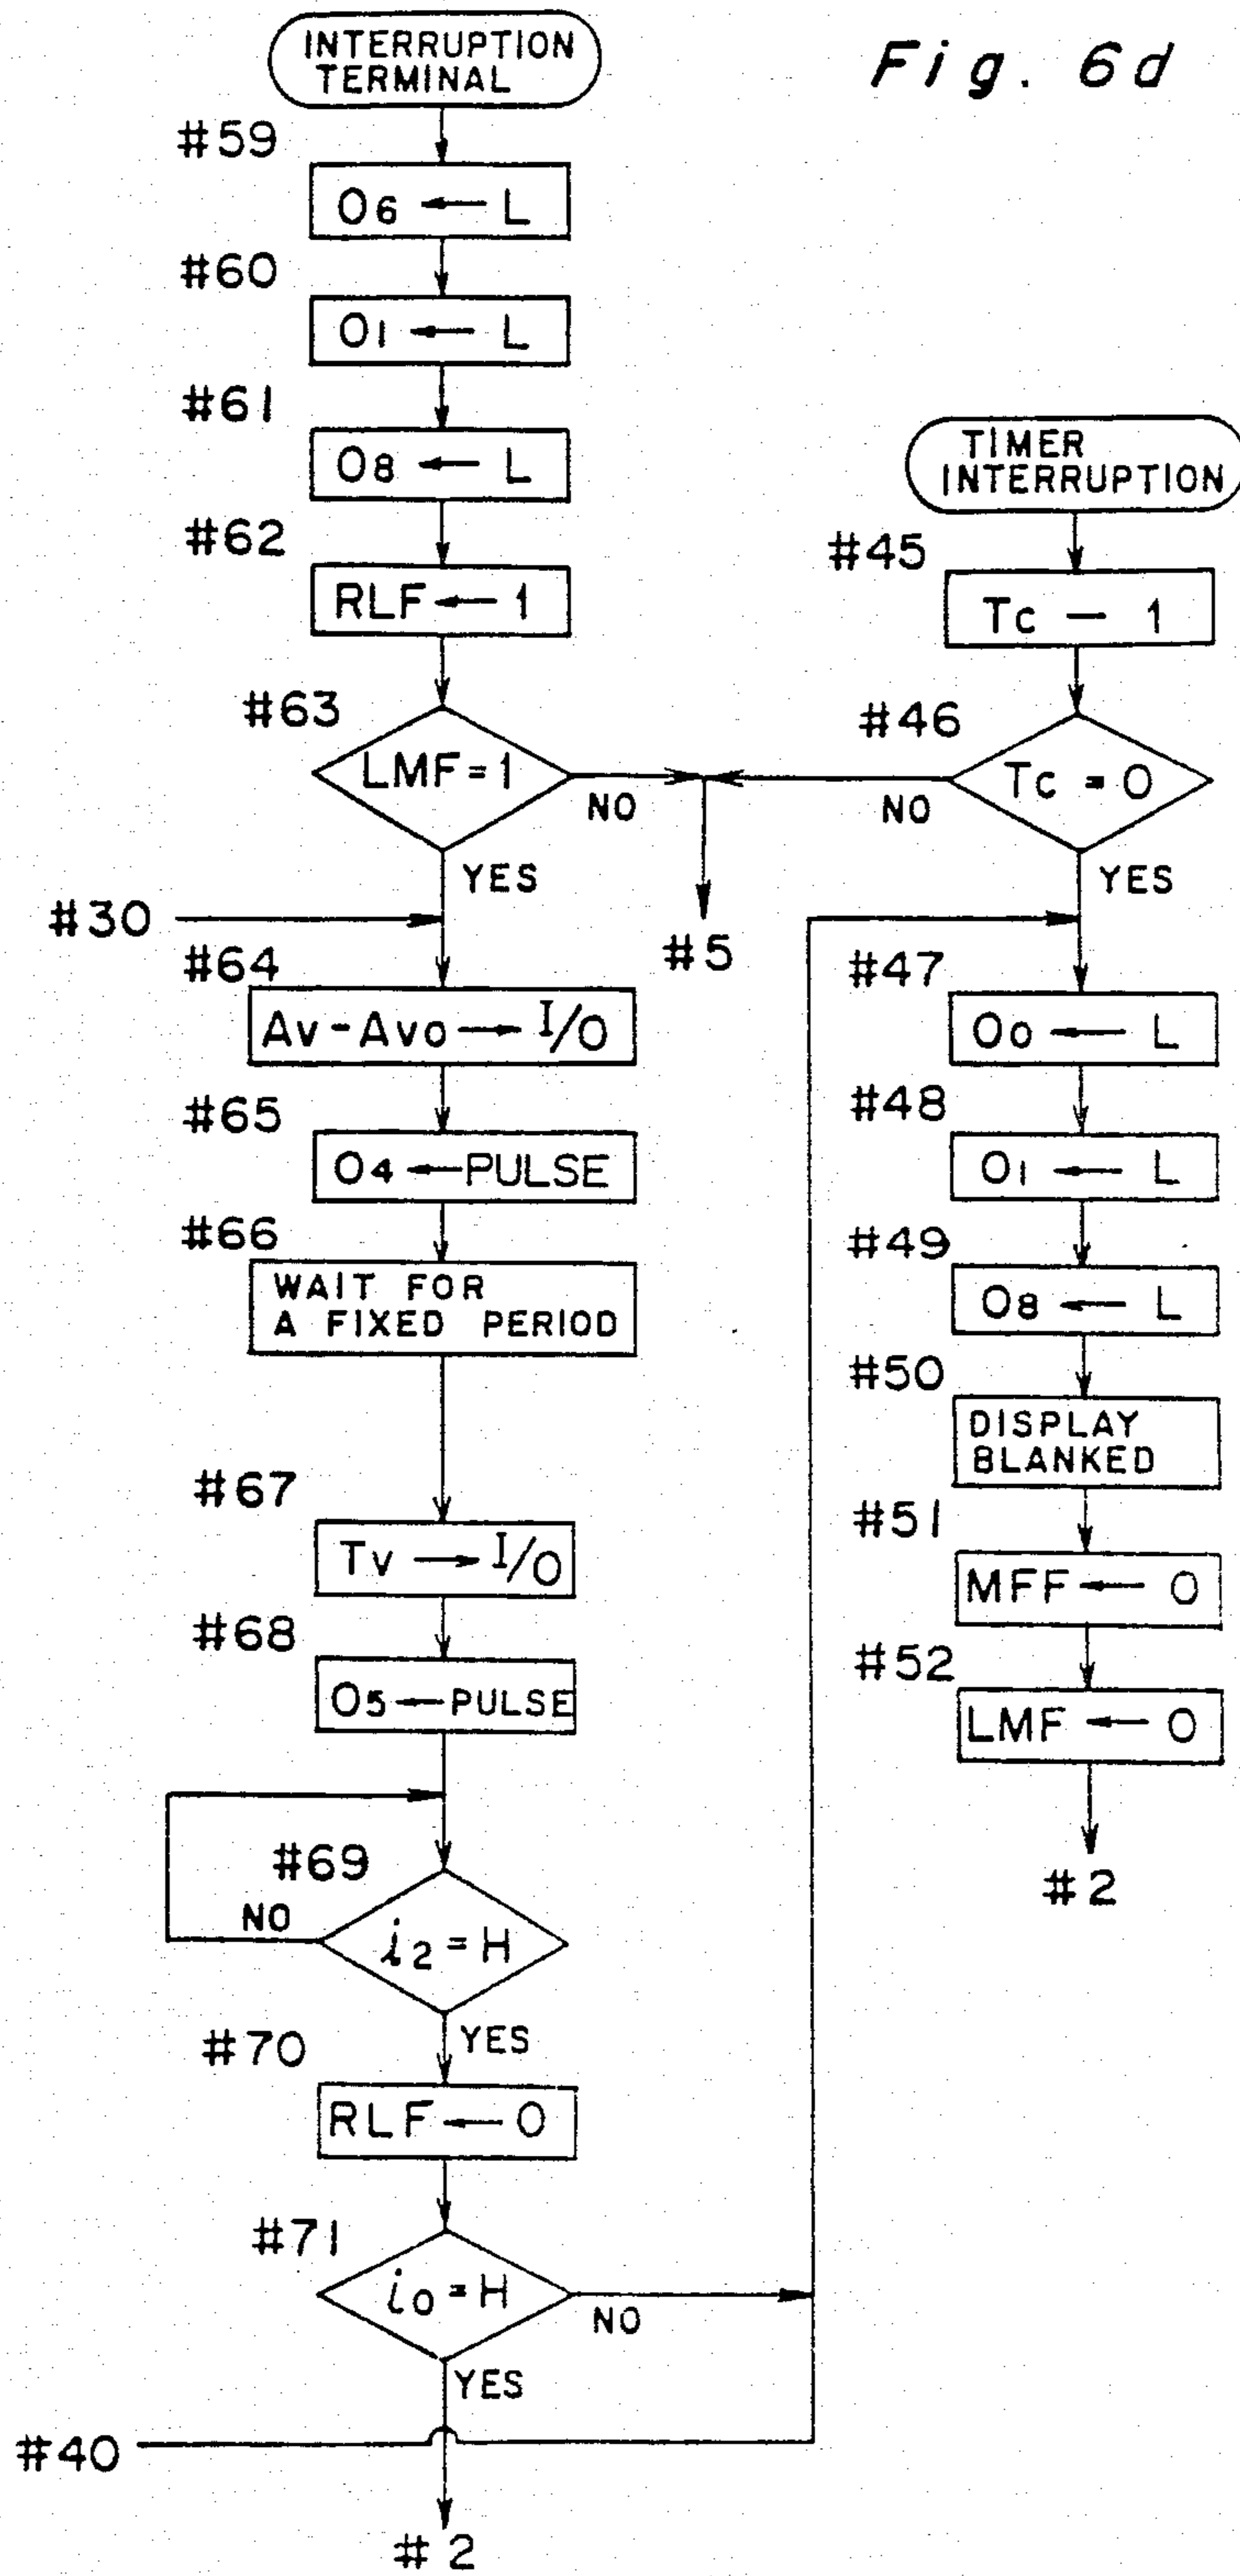 Fig. 6d
INTERRUPTION
TERMINAL
#59
O6 ← L
#60
O1 ← L
#61
O8 ← L
#62
RLF ← 1
#63
LMF = 1
NO
YES
#30
#5
#64
Av - Avo → I/O
#65
O4 ← PULSE
#66
WAIT FOR
A FIXED PERIOD
#67
Tv → I/O
#68
O5 ← PULSE
#69
NO
i2 = H
YES
#70
RLF ← 0
#71
i0 = H
NO
YES
#40
#2
TIMER
INTERRUPTION
#45
Tc - 1
#46
Tc = 0
NO
YES
#47
O0 ← L
#48
O1 ← L
#49
O8 ← L
#50
DISPLAY
BLANKED
#51
MFF ← 0
#52
LMF ← 0
#2